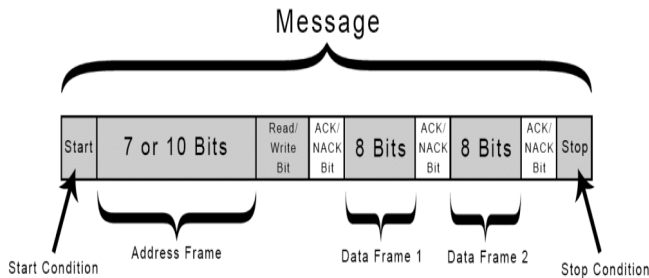 Message
Start
7 or 10 Bits
Read/
Write
Bit
ACK/
NACK
Bit
8 Bits
ACK/
NACK
Bit
8 Bits
ACK/
NACK
Bit
Stop
Address Frame
Data Frame 1
Data Frame 2
Start Condition
Stop Condition